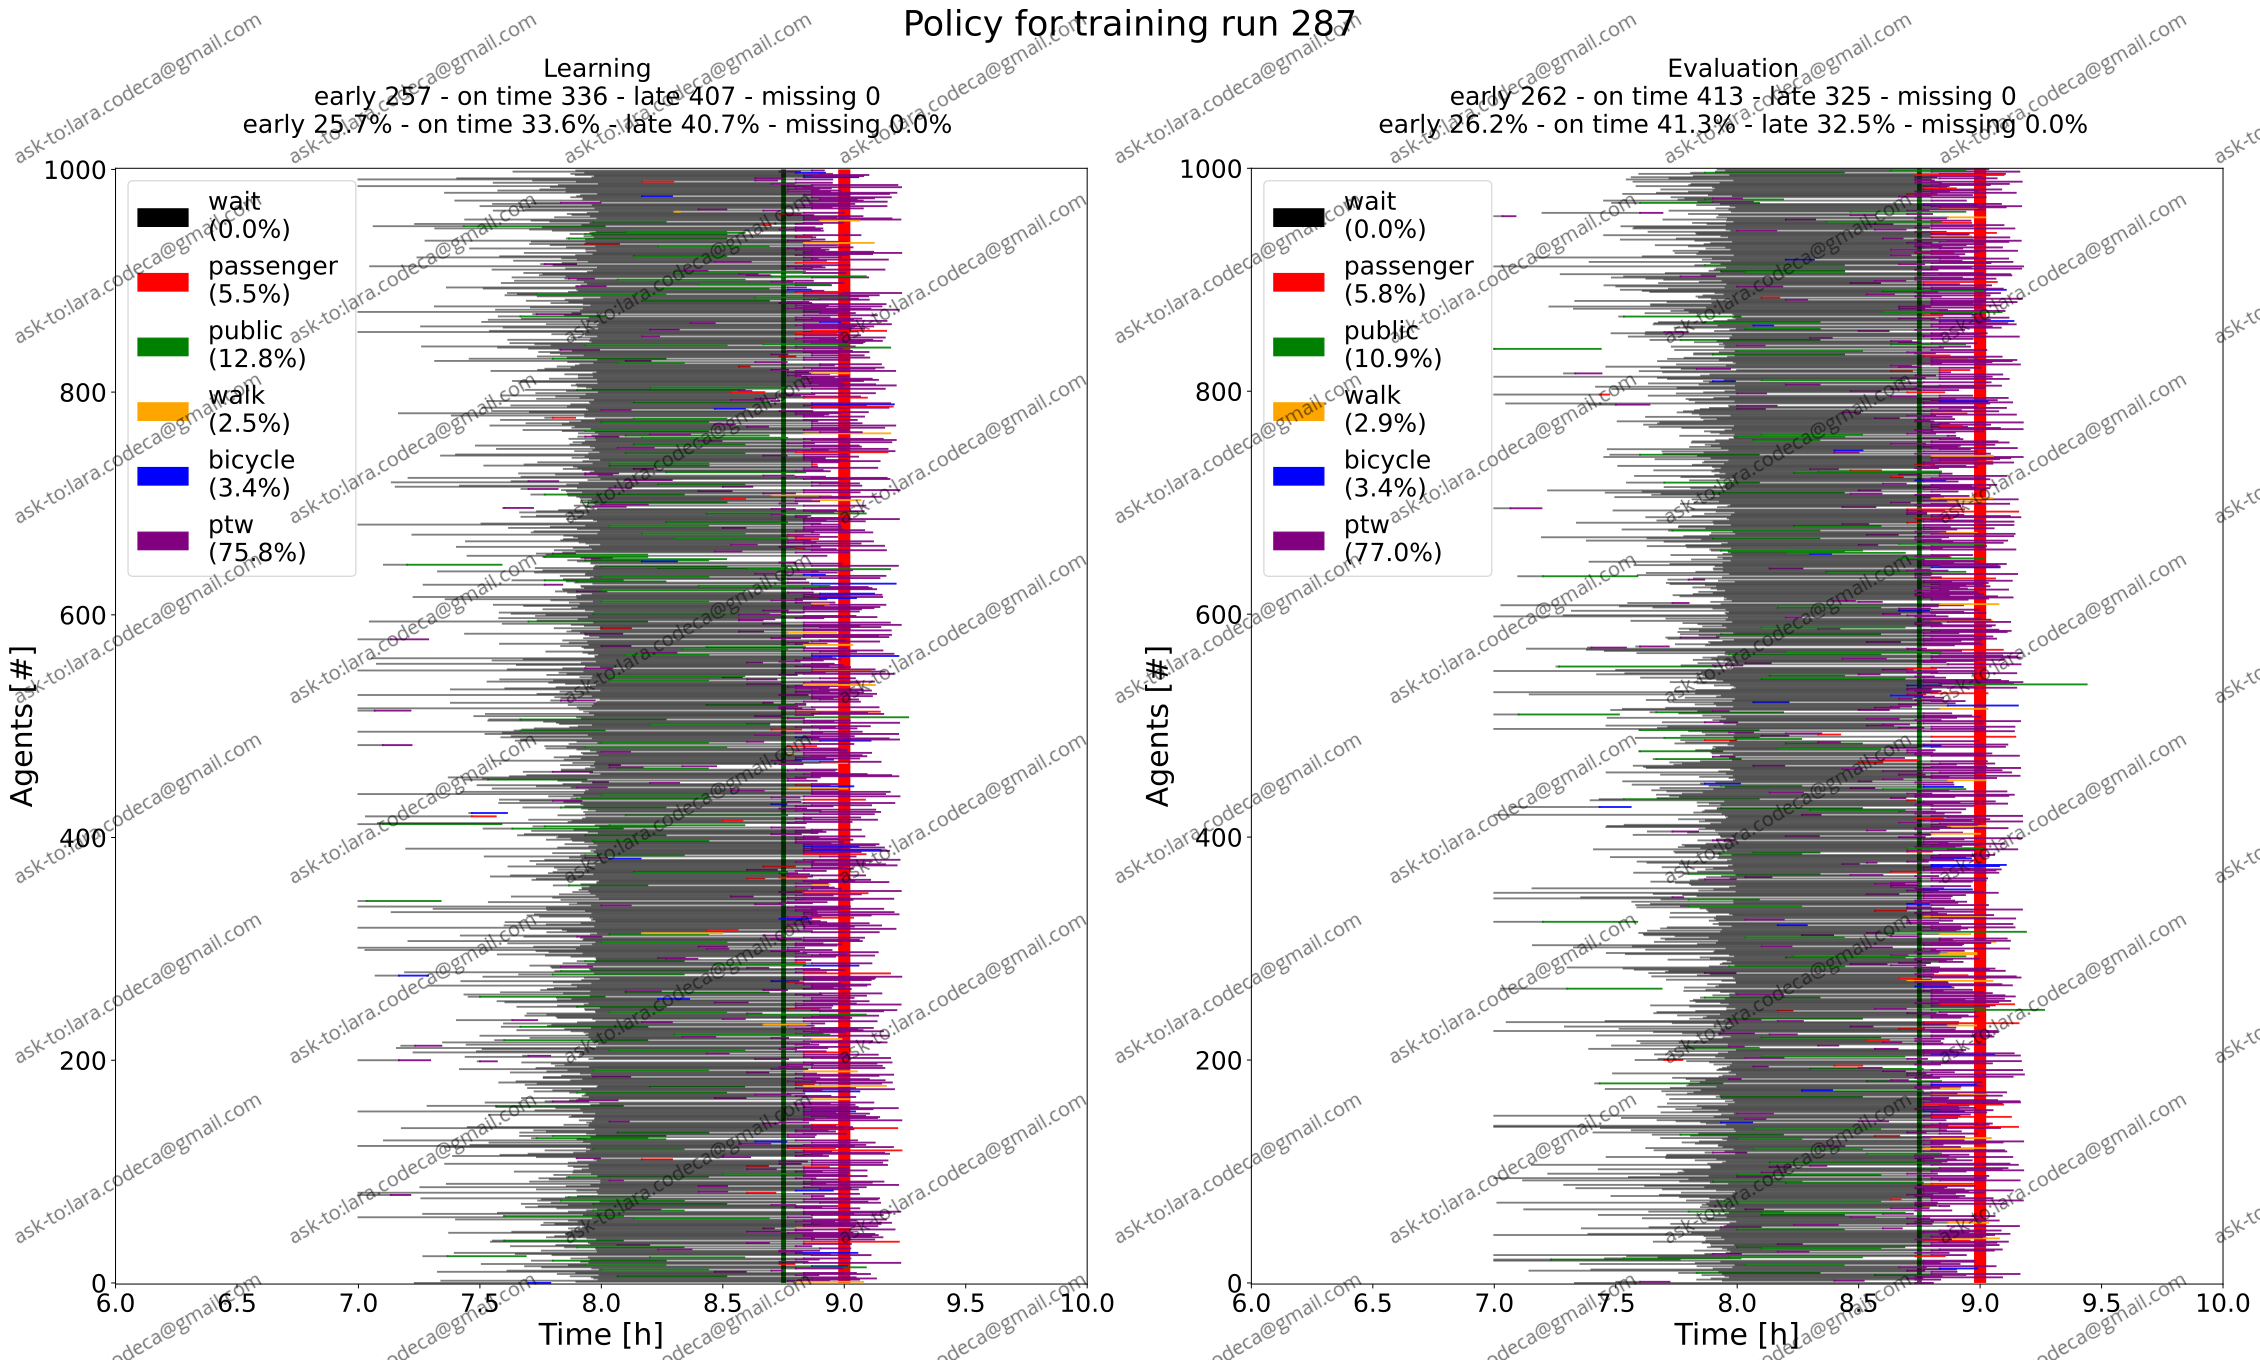 Policy for training run 287
Learning
early 257 - on time 336 - late 407 - missing 0
early 25.7% - on time 33.6% - late 40.7% - missing 0.0%
1000
800
600
400
200
0
Agents [#]
wait
(0.0%)
passenger
(5.5%)
public
(12.8%)
walk
(2.5%)
bicycle
(3.4%)
ptw
(75.8%)
6.0 6.5 7.0 7.5 8.0 8.5 9.0 9.5 10.0
Time [h]
Evaluation
early 262 - on time 413 - late 325 - missing 0
early 26.2% - on time 41.3% - late 32.5% - missing 0.0%
1000
800
600
400
200
0
Agents [#]
wait
(0.0%)
passenger
(5.8%)
public
(10.9%)
walk
(2.9%)
bicycle
(3.4%)
ptw
(77.0%)
6.0 6.5 7.0 7.5 8.0 8.5 9.0 9.5 10.0
Time [h]
ask-to:lara.codeca@gmail.com